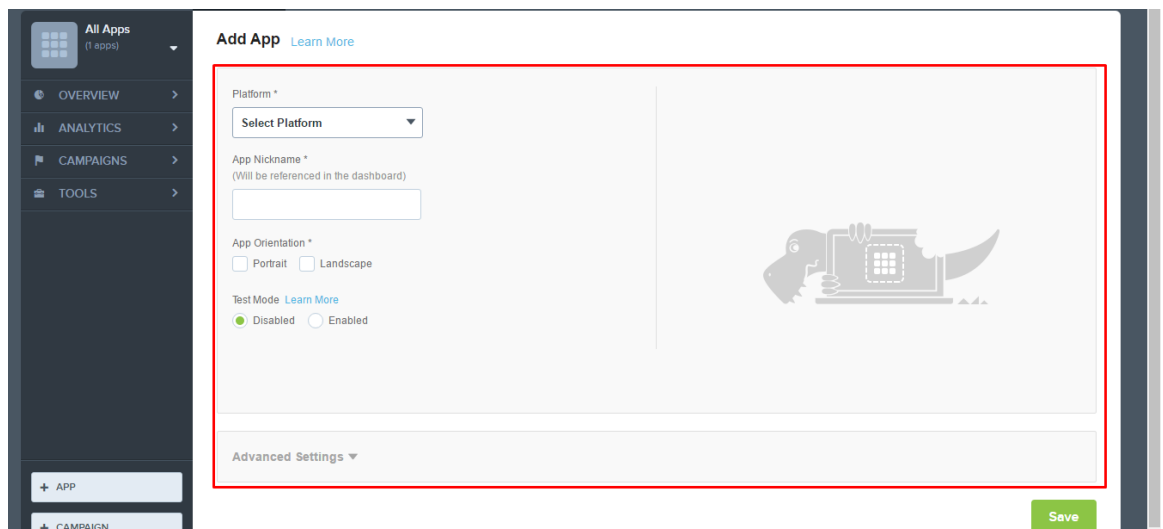 All Apps
(1 apps)
OVERVIEW
ANALYTICS
CAMPAIGNS
TOOLS
+ APP
+ CAMPAIGN
Add App Learn More
Platform *
Select Platform
App Nickname *
(Will be referenced in the dashboard)
App Orientation *
Portrait Landscape
Test Mode Learn More
Disabled Enabled
Advanced Settings
Save